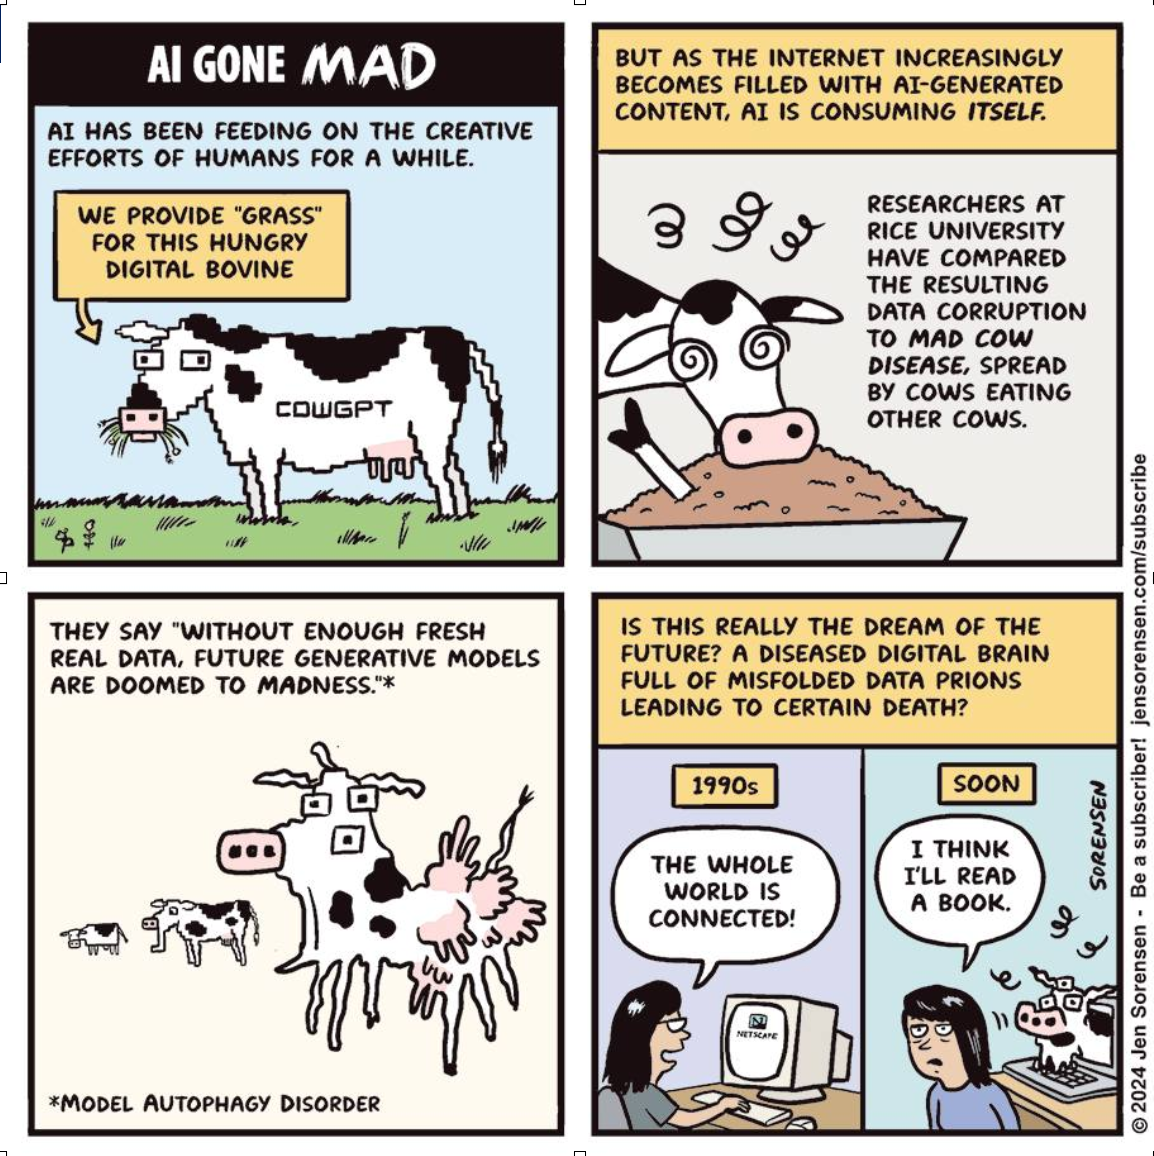 AI GONE MAD
AI HAS BEEN FEEDING ON THE CREATIVE
EFFORTS OF HUMANS FOR A WHILE.
WE PROVIDE "GRASS"
FOR THIS HUNGRY
DIGITAL BOVINE
COWGPT
BUT AS THE INTERNET INCREASINGLY
BECOMES FILLED WITH AI-GENERATED
CONTENT, AI IS CONSUMING ITSELF.
RESEARCHERS AT
RICE UNIVERSITY
HAVE COMPARED
THE RESULTING
DATA CORRUPTION
TO MAD COW
DISEASE, SPREAD
BY COWS EATING
OTHER COWS.
THEY SAY "WITHOUT ENOUGH FRESH
REAL DATA, FUTURE GENERATIVE MODELS
ARE DOOMED TO MADNESS."*
*MODEL AUTOPHAGY DISORDER
IS THIS REALLY THE DREAM OF THE
FUTURE? A DISEASED DIGITAL BRAIN
FULL OF MISFOLDED DATA PRIONS
LEADING TO CERTAIN DEATH?
1990s
THE WHOLE
WORLD IS
CONNECTED!
N
NETSCAPE
SOON
I THINK
I'LL READ
A BOOK.
SORENSEN
© 2024 Jen Sorensen - Be a subscriber! jensorensen.com/subscribe